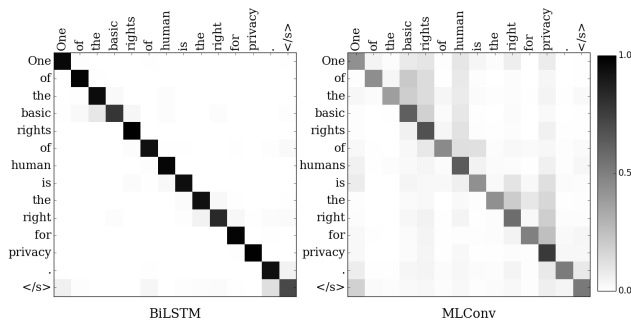 One of the basic rights of human is the right for privacy . </s>
One of the basic rights of human is the right for privacy . </s>
One
of
the
basic
rights
of
human
is
the
right
for
privacy
.
</s>
One
of
the
basic
rights
of
humans
is
the
right
for
privacy
.
</s>
1.0
0.5
0.0
BiLSTM
MLConv